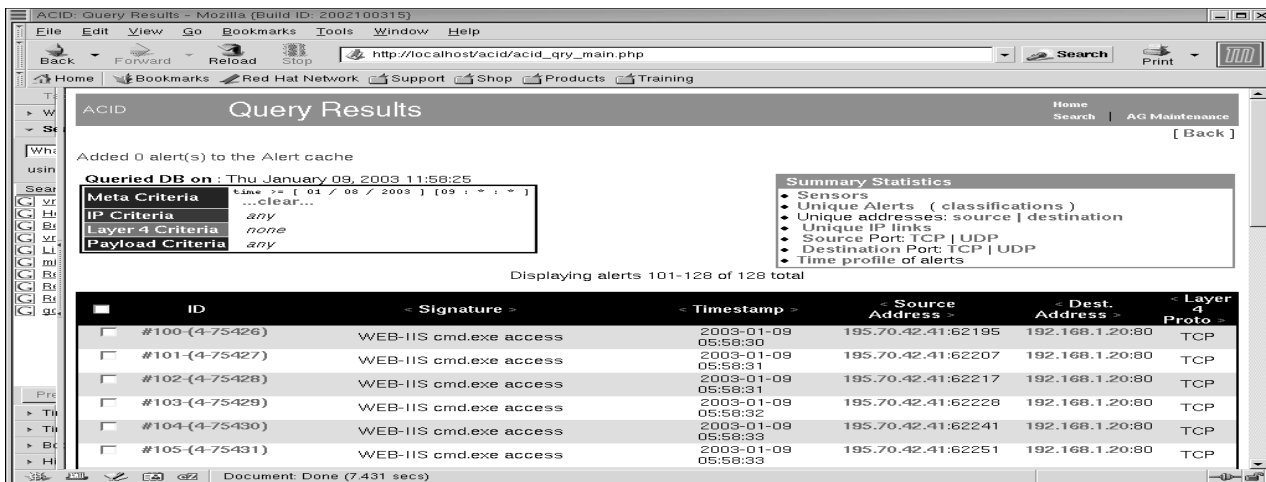 ACID: Query Results - Mozilla {Build ID: 2002100315}
File Edit View Go Bookmarks Tools Window Help
Back Forward Reload Stop http://localhost/acid/acid_qry_main.php Search Print
Home Bookmarks Red Hat Network Support Shop Products Training
ACID Query Results Home
Search | AG Maintenance
[ Back ]
Added 0 alert(s) to the Alert cache
Queried DB on : Thu January 09, 2003 11:58:25
Meta Criteria time >= [ 01 / 08 / 2003 ] [09 : * : * ]
...clear...
IP Criteria any
Layer 4 Criteria none
Payload Criteria any
Summary Statistics
Sensors
Unique Alerts ( classifications )
Unique addresses: source | destination
Unique IP links
Source Port: TCP | UDP
Destination Port: TCP | UDP
Time profile of alerts
Displaying alerts 101-128 of 128 total
ID < Signature > < Timestamp > < Source Address > < Dest. Address > < Layer 4 Proto >
#100-(4-75426) WEB-IIS cmd.exe access 2003-01-09 05:58:30 195.70.42.41:62195 192.168.1.20:80 TCP
#101-(4-75427) WEB-IIS cmd.exe access 2003-01-09 05:58:31 195.70.42.41:62207 192.168.1.20:80 TCP
#102-(4-75428) WEB-IIS cmd.exe access 2003-01-09 05:58:31 195.70.42.41:62217 192.168.1.20:80 TCP
#103-(4-75429) WEB-IIS cmd.exe access 2003-01-09 05:58:32 195.70.42.41:62228 192.168.1.20:80 TCP
#104-(4-75430) WEB-IIS cmd.exe access 2003-01-09 05:58:33 195.70.42.41:62241 192.168.1.20:80 TCP
#105-(4-75431) WEB-IIS cmd.exe access 2003-01-09 05:58:33 195.70.42.41:62251 192.168.1.20:80 TCP
Document: Done (7.431 secs)